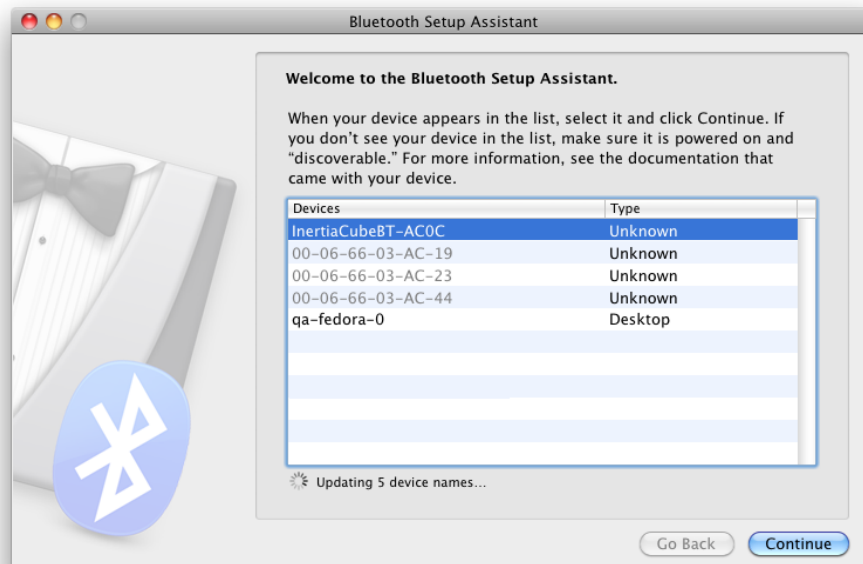 Bluetooth Setup Assistant
Welcome to the Bluetooth Setup Assistant.
When your device appears in the list, select it and click Continue. If
you don't see your device in the list, make sure it is powered on and
“discoverable.” For more information, see the documentation that
came with your device.
Devices Type
InertiaCubeBT-AC0C Unknown
00-06-66-03-AC-19 Unknown
00-06-66-03-AC-23 Unknown
00-06-66-03-AC-44 Unknown
qa-fedora-0 Desktop
Updating 5 device names...
Go Back Continue